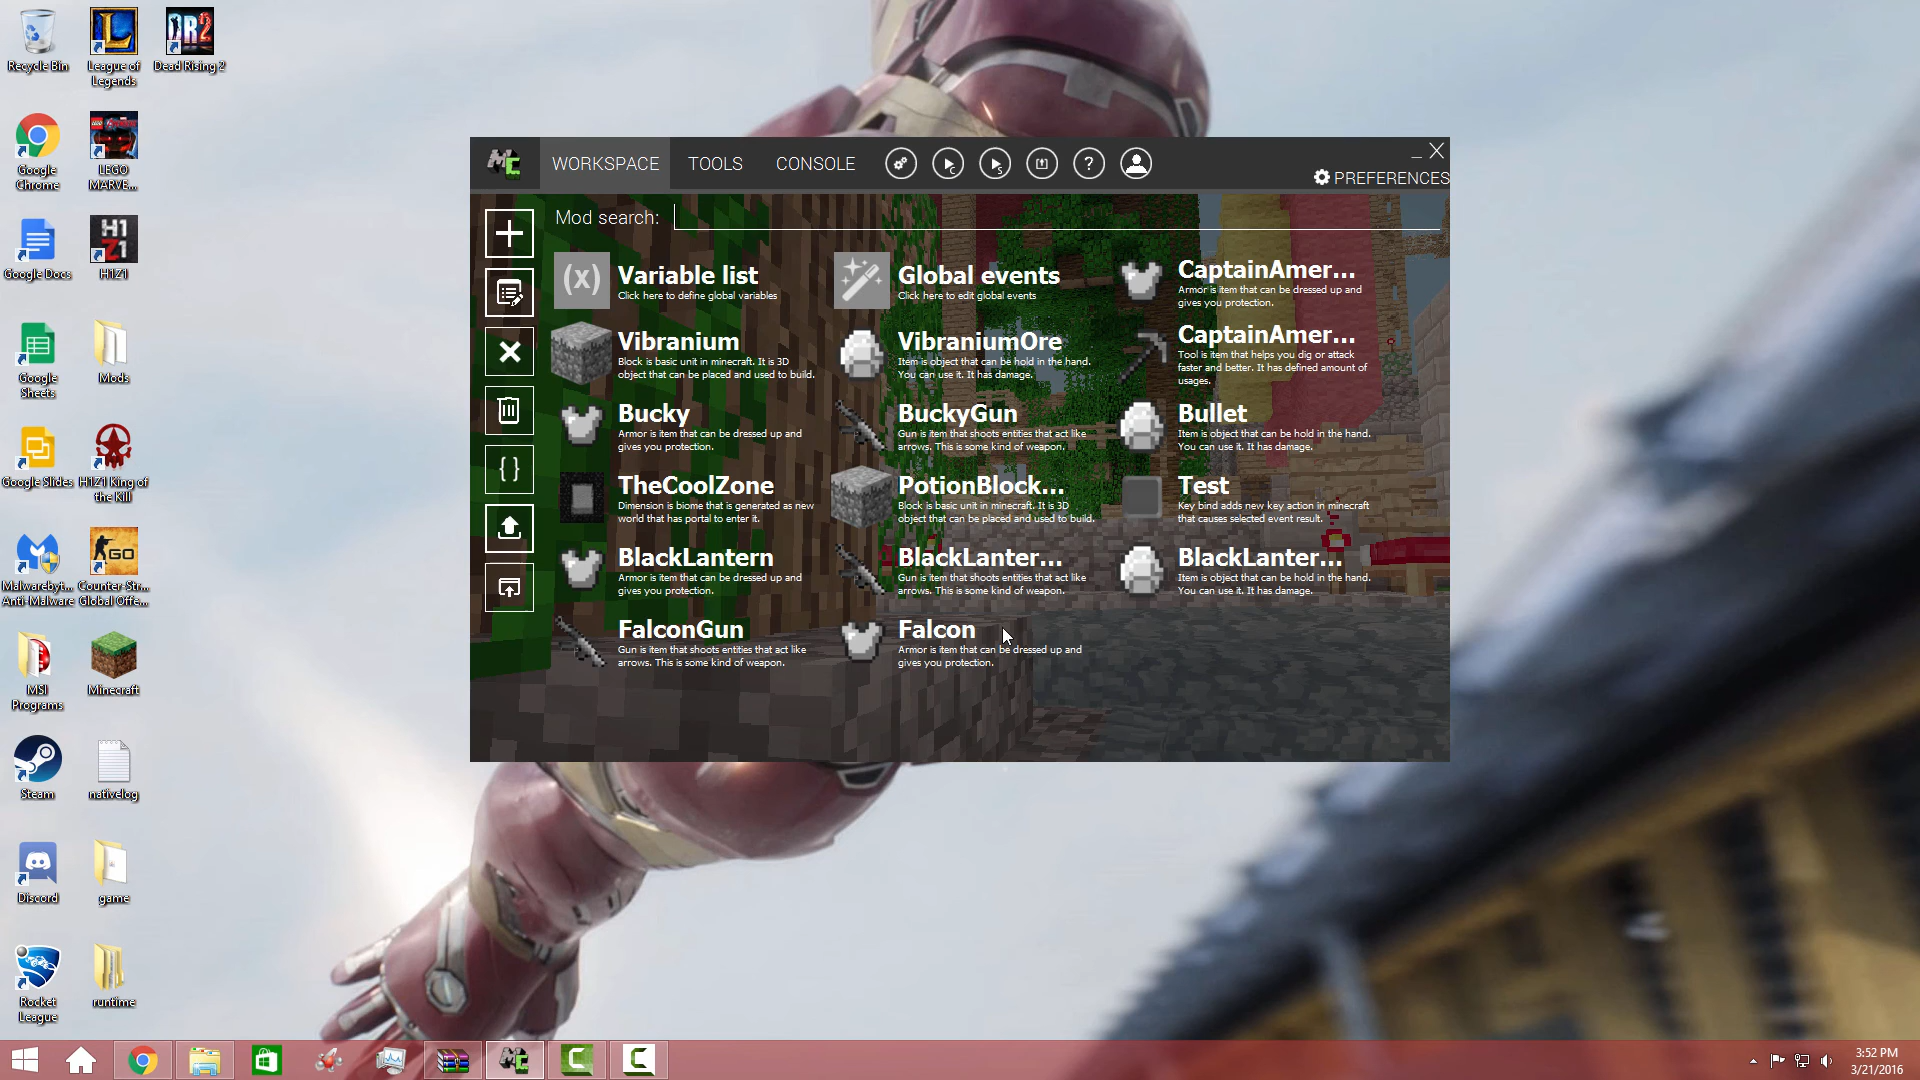 Recycle Bin
League of
Legends
Dead Rising 2
Google
Chrome
LEGO
MARVE...
Google Docs
H1Z1
Google
Sheets
Mods
Google Slides
H1Z1 King of
the Kill
Malwareby t...
Anti-Malware
Counter-Str...
Global Offe...
MSI
Programs
Minecraft
Steam
nativelog
Discord
game
Rocket
League
runtime
WORKSPACE
TOOLS
CONSOLE
PREFERENCES
Mod search:
Variable list
Click here to define global variables
Global events
Click here to edit global events
CaptainAmer...
Armor is item that can be dressed up and
gives you protection.
Vibranium
Block is basic unit in minecraft. It is 3D
object that can be placed and used to build.
VibraniumOre
Item is object that can be hold in the hand.
You can use it. It has damage.
CaptainAmer...
Tool is item that helps you dig or attack
faster and better. It has defined amount of
usages.
Bucky
Armor is item that can be dressed up and
gives you protection.
BuckyGun
Gun is item that shoots entities that act like
arrows. This is some kind of weapon.
Bullet
Item is object that can be hold in the hand.
You can use it. It has damage.
TheCoolZone
Dimension is biome that is generated as new
world that has portal to enter it.
PotionBlock...
Block is basic unit in minecraft. It is 3D
object that can be placed and used to build.
Test
Key bind adds new key action in minecraft
that causes selected event result.
BlackLantern
Armor is item that can be dressed up and
gives you protection.
BlackLanter...
Gun is item that shoots entities that act like
arrows. This is some kind of weapon.
BlackLanter...
Item is object that can be hold in the hand.
You can use it. It has damage.
FalconGun
Gun is item that shoots entities that act like
arrows. This is some kind of weapon.
Falcon
Armor is item that can be dressed up and
gives you protection.
3:52 PM
3/21/2016